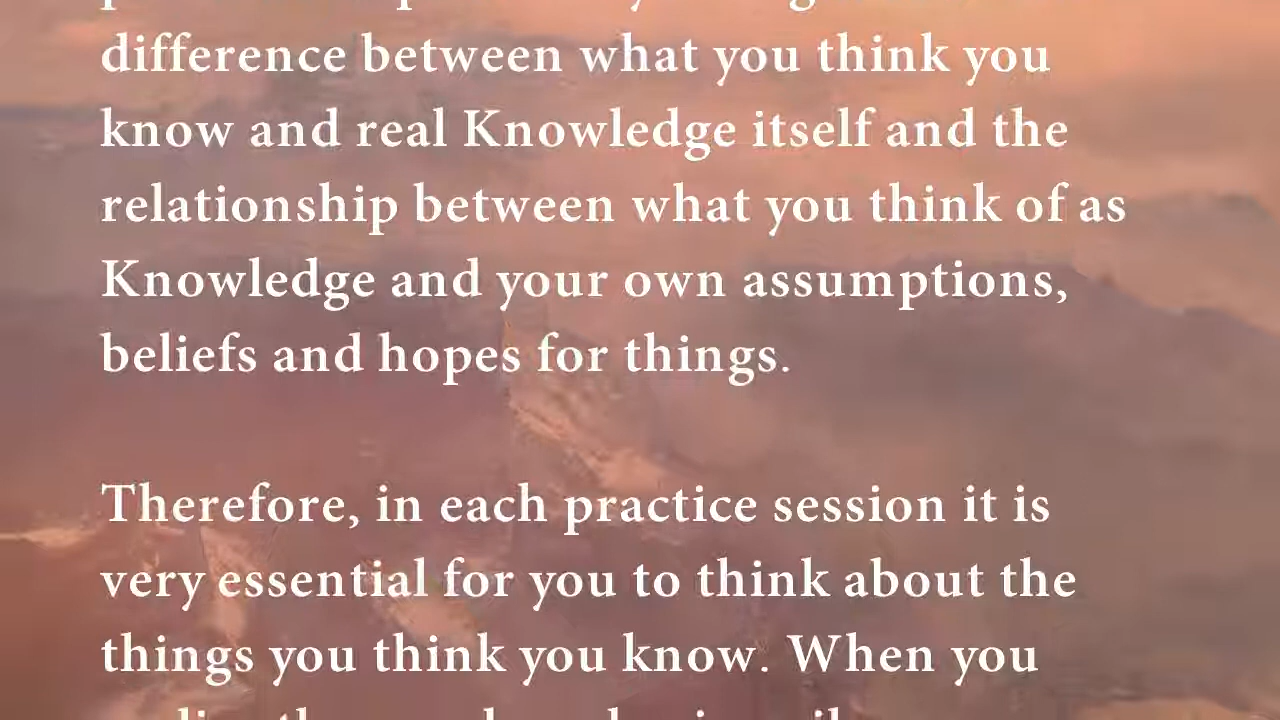 difference between what you think you
know and real Knowledge itself and the
relationship between what you think of as
Knowledge and your own assumptions,
beliefs and hopes for things.
Therefore, in each practice session it is
very essential for you to think about the
things you think you know. When you